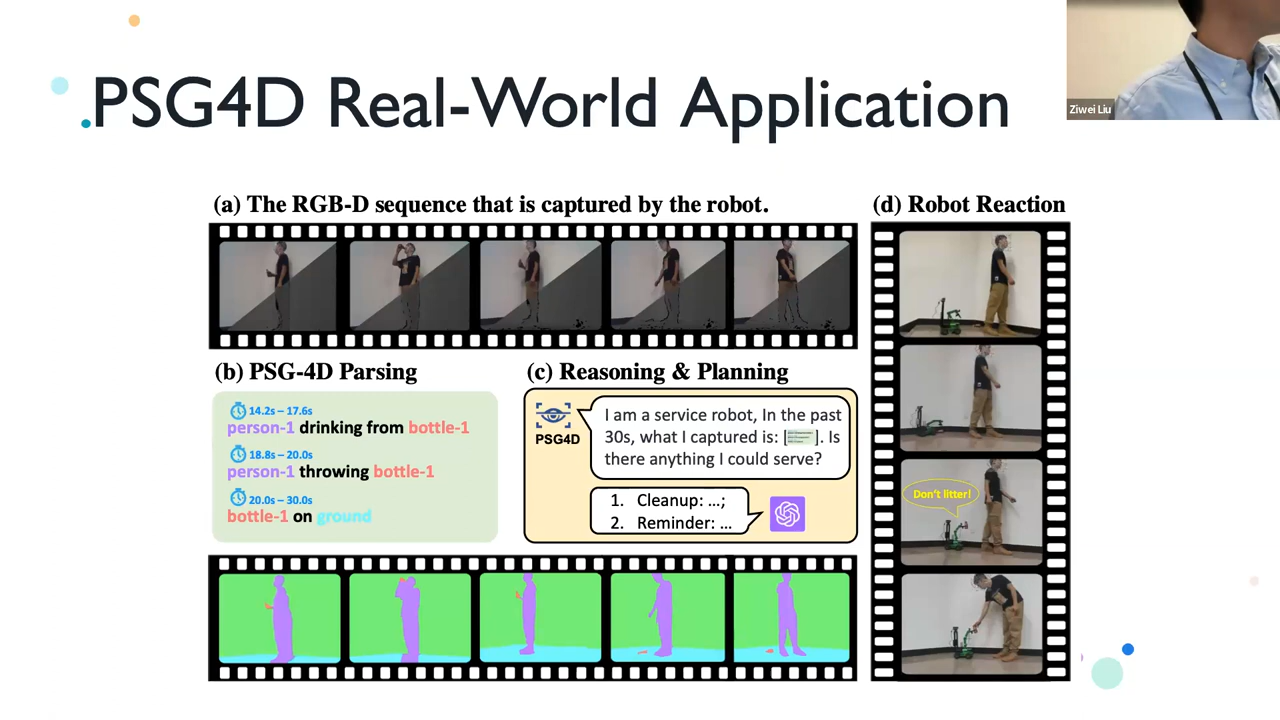 PSG4D Real-World Application
Ziwei Liu
(a) The RGB-D sequence that is captured by the robot.
(d) Robot Reaction
(b) PSG-4D Parsing
14.2s – 17.6s
person-1 drinking from bottle-1
18.8s – 20.0s
person-1 throwing bottle-1
20.0s – 30.0s
bottle-1 on ground
(c) Reasoning & Planning
PSG4D
I am a service robot, In the past
30s, what I captured is: [ ]. Is
there anything I could serve?
1. Cleanup: ...;
2. Reminder: ...
Don't litter!